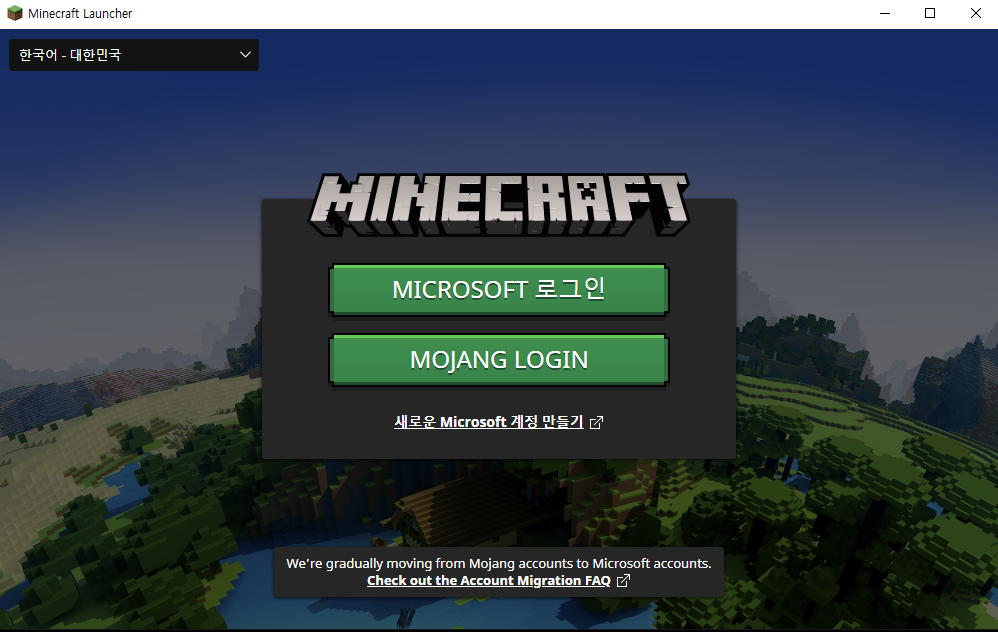 Minecraft Launcher
한국어 - 대한민국
MINECRAFT
MICROSOFT 로그인
MOJANG LOGIN
새로운 Microsoft 계정 만들기
We're gradually moving from Mojang accounts to Microsoft accounts.
Check out the Account Migration FAQ